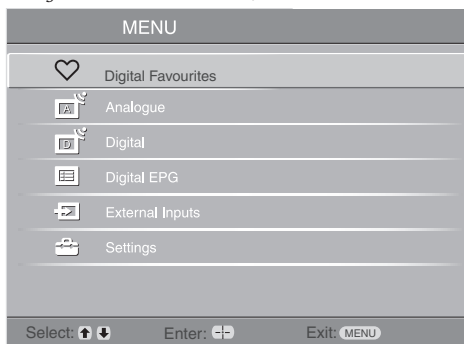 MENU
Digital Favourites
A Analogue
D Digital
Digital EPG
External Inputs
Settings
Select: Enter: Exit: MENU